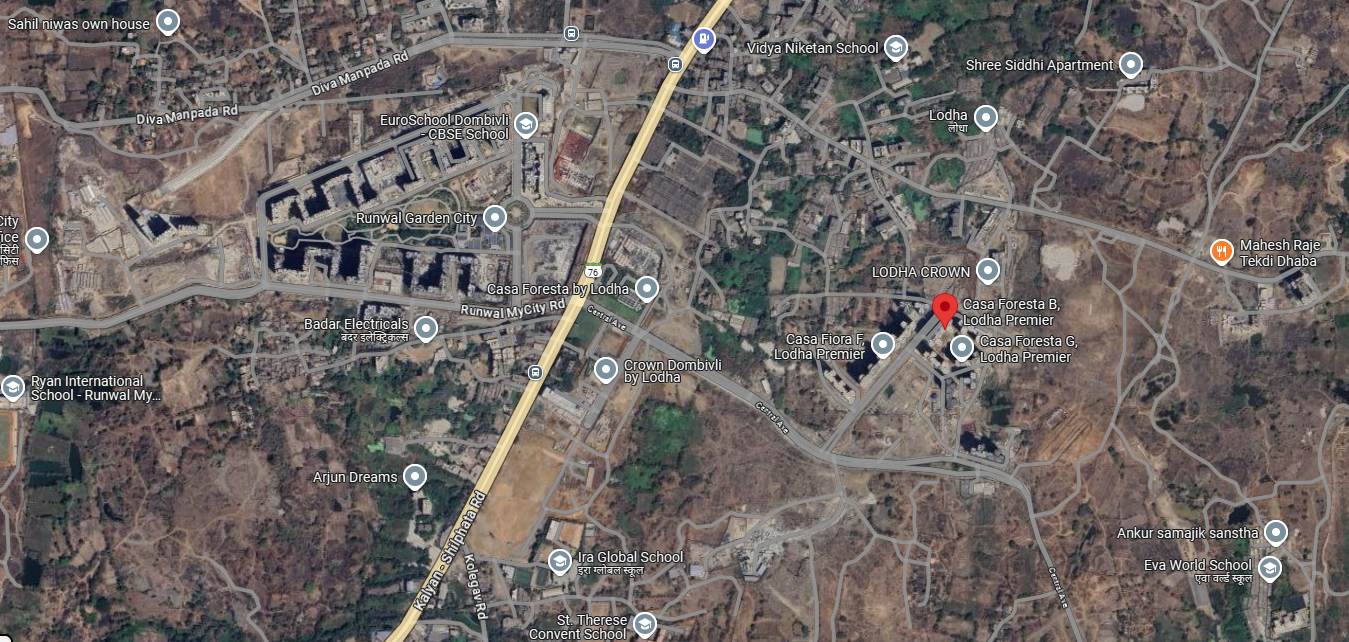 Sahil niwas own house
Diva Manpada Rd
Diva Manpada Rd
Vidya Niketan School
Shree Siddhi Apartment
EuroSchool Dombivli
- CBSE School
Lodha
लोधा
Runwal Garden City
City
Mahesh Raje
Tekdi Dhaba
LODHA CROWN
76
Casa Foresta by Lodha
Runwal MyCity Rd
Central Ave
Casa Foresta B,
Lodha Premier
Badar Electricals
बदर इलेक्ट्रिकल्स
Casa Fiora F,
Lodha Premier
Casa Foresta G,
Lodha Premier
Crown Dombivli
by Lodha
Ryan International
School - Runwal My...
Central Ave
Arjun Dreams
Kalyan - Shilphata Rd
Kolegav Rd
Ira Global School
इरा ग्लोबल स्कूल
Ankur samajik sanstha
Eva World School
एवा वर्ल्ड स्कूल
Central Ave
St. Therese
Convent School